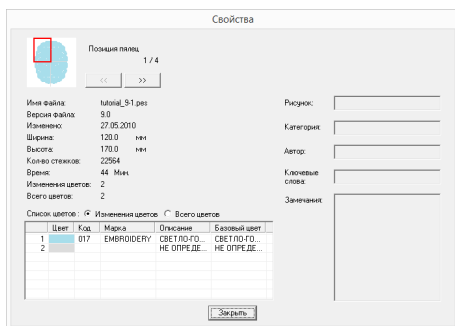 Свойства
Позиция пялец
1 / 4
<< >>
Имя файла: tutorial_9-1.pes
Версия файла: 9.0
Изменено: 27.05.2010
Ширина: 120.0 мм
Высота: 170.0 мм
Кол-во стежков: 22564
Время: 44 Мин.
Изменения цветов: 2
Всего цветов: 2
Список цветов: Изменения цветов Всего цветов
Цвет Код Марка Описание Базовый цвет
1 017 EMBROIDERY СВЕТЛО-ГО... СВЕТЛО-ГО...
2 НЕ ОПРЕДЕ... НЕ ОПРЕДЕ...
Рисунок:
Категория:
Автор:
Ключевые
слова:
Замечания:
Закрыть